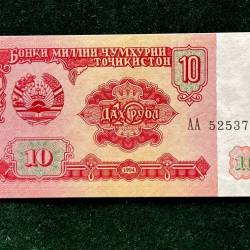 БОНКИ МИЛЛИИ ҶУМҲУРИИ
ТОҶИКИСТОН
10
ДАҲ РУБЛ
АА 52537
10
1994